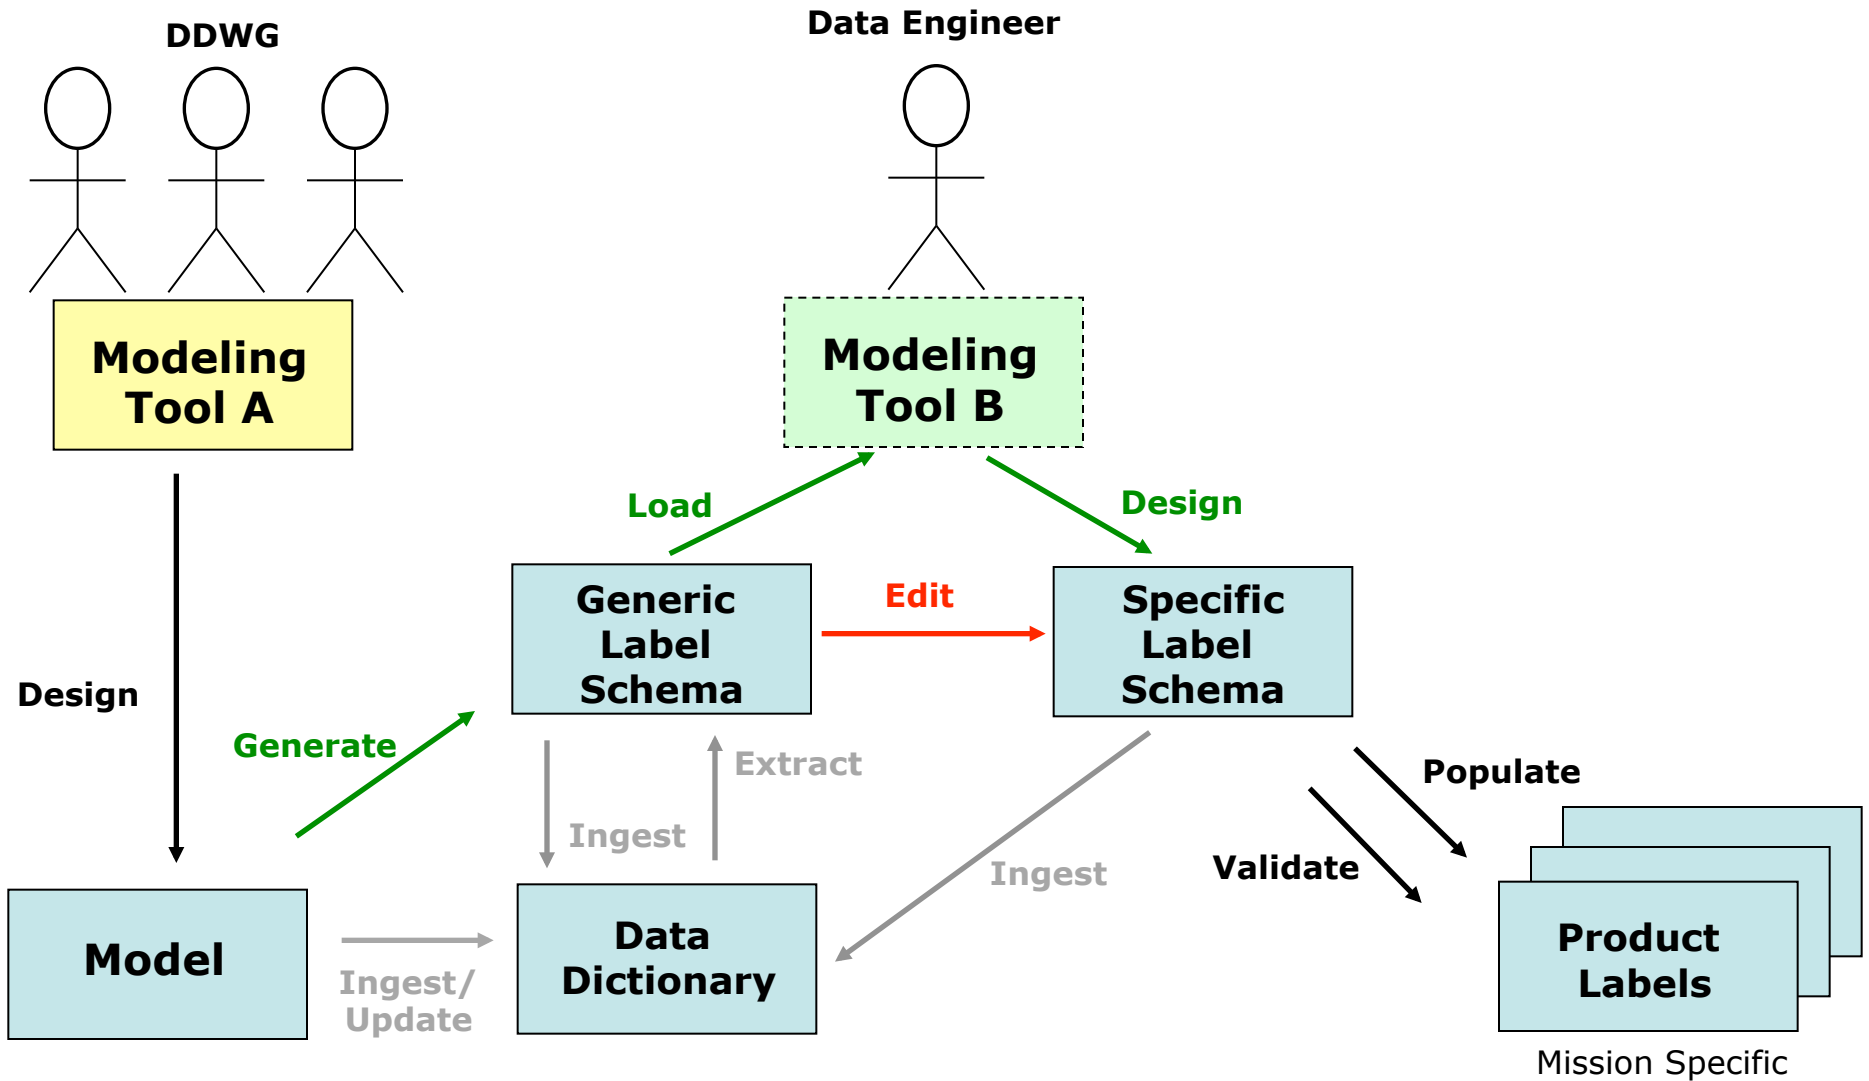 DDWG
Data Engineer
Modeling
Tool A
Modeling
Tool B
Load
Design
Generic
Label
Schema
Edit
Specific
Label
Schema
Design
Generate
Extract
Populate
Ingest
Validate
Ingest
Model
Ingest/
Update
Data
Dictionary
Product
Labels
Mission Specific